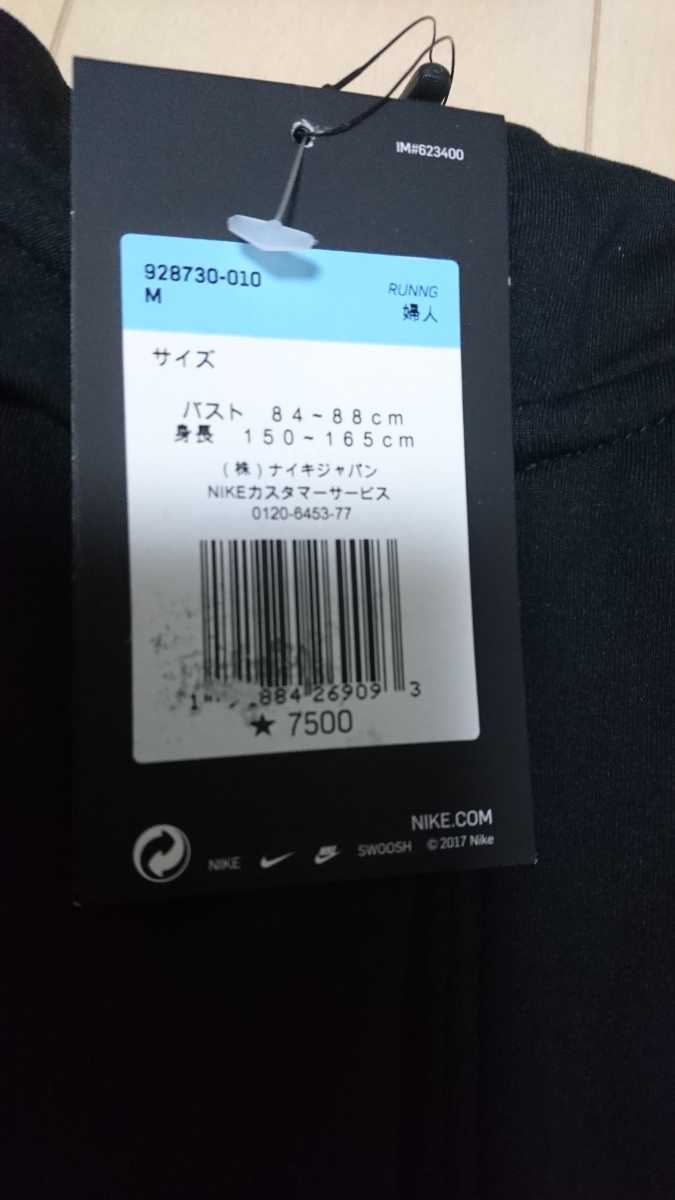 IM#623400
928730-010
M
RUNNG
婦人
サイズ
バスト 84~88cm
身長 150~165cm
(株)ナイキジャパン
NIKEカスタマーサービス
0120-6453-77
1 884 26909 3
★7500
NIKE.COM
NIKE SWOOSH © 2017 Nike